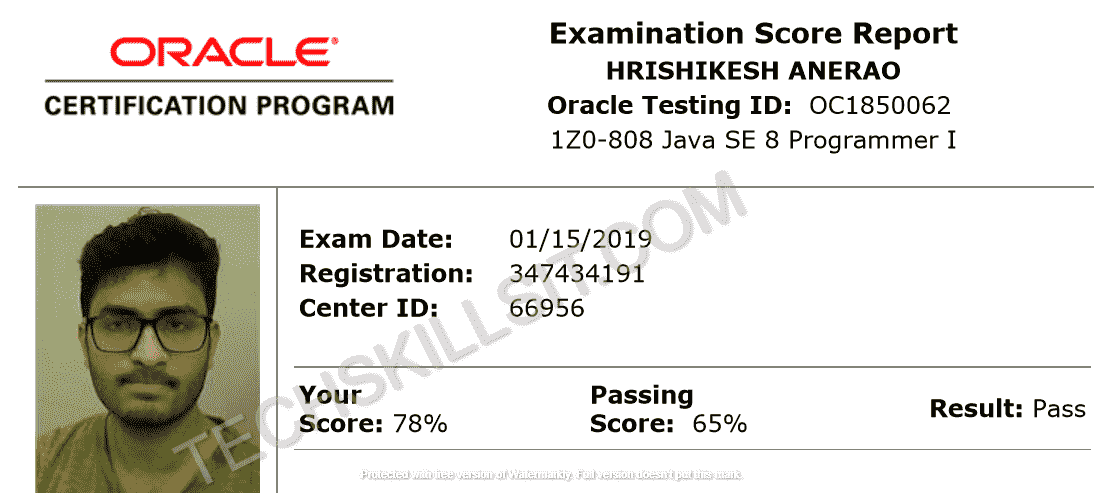 ORACLE®
CERTIFICATION PROGRAM
Examination Score Report
HRISHIKESH ANERAO
Oracle Testing ID: OC1850062
1Z0-808 Java SE 8 Programmer I
Exam Date: 01/15/2019
Registration: 347434191
Center ID: 66956
TECHSKILLSIT.COM
Your
Score: 78%
Passing
Score: 65%
Result: Pass
Protected with free version of Watermarkly. Full version doesn't put this mark.